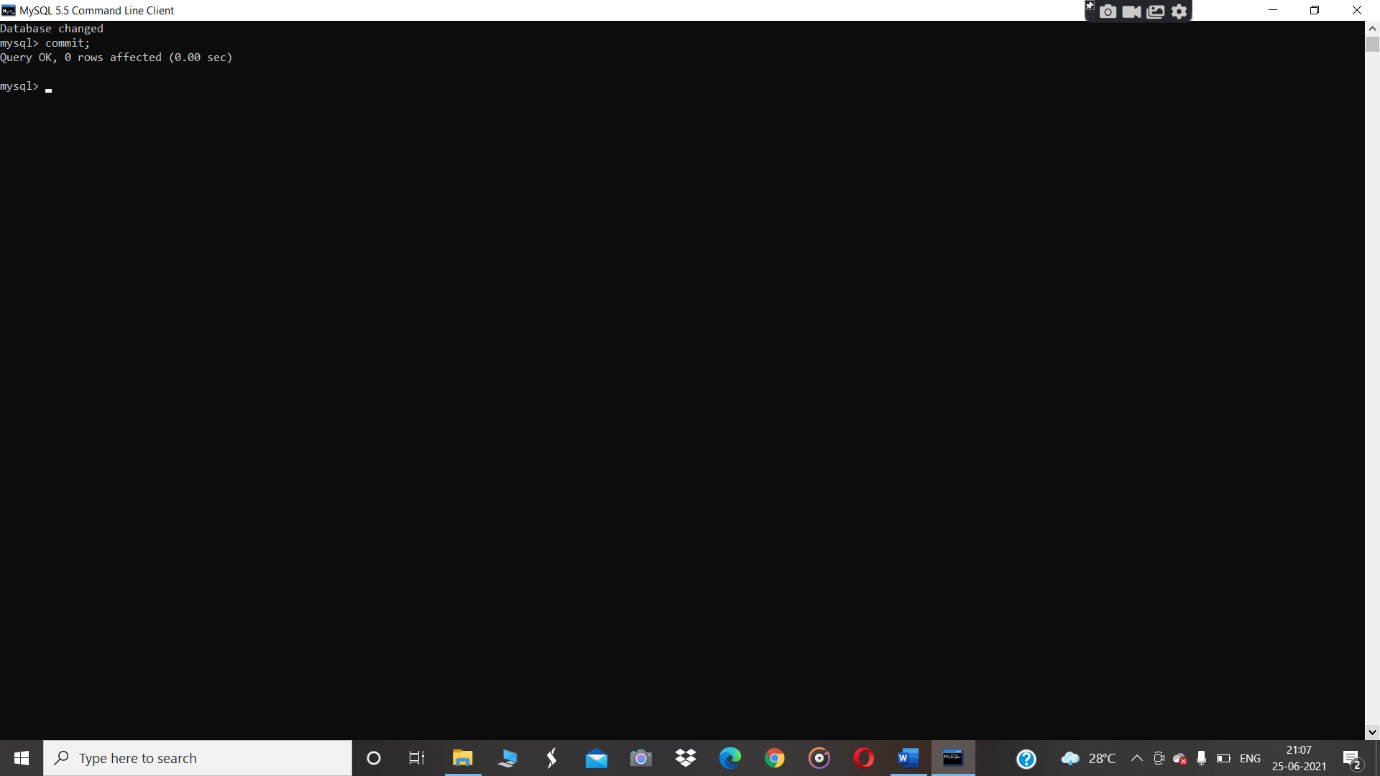 MySQL 5.5 Command Line Client
Database changed
mysql> commit;
Query OK, 0 rows affected (0.00 sec)
mysql>
Type here to search
28°C
ENG
21:07
25-06-2021
2